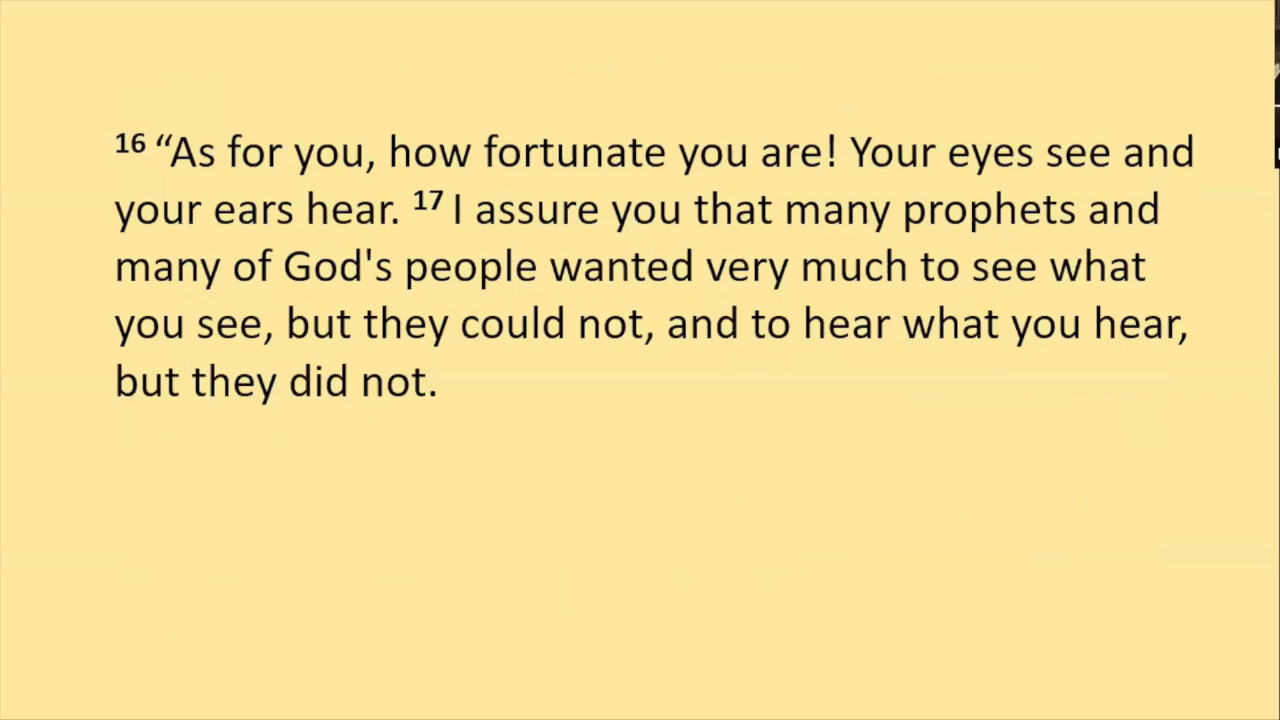 16 “As for you, how fortunate you are! Your eyes see and
your ears hear. 17 I assure you that many prophets and
many of God's people wanted very much to see what
you see, but they could not, and to hear what you hear,
but they did not.